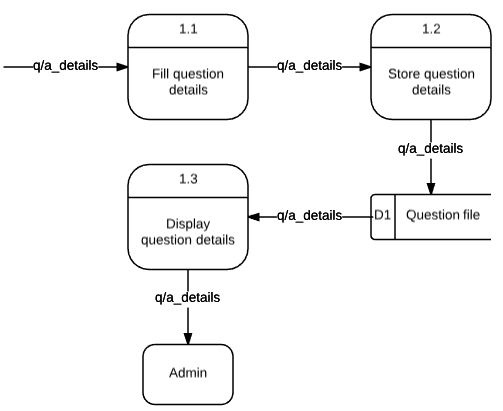 1.1
1.2
q/a_details
Fill question
details
q/a_details
Store question
details
q/a_details
1.3
D1
Question file
q/a_details
Display
question details
q/a_details
Admin